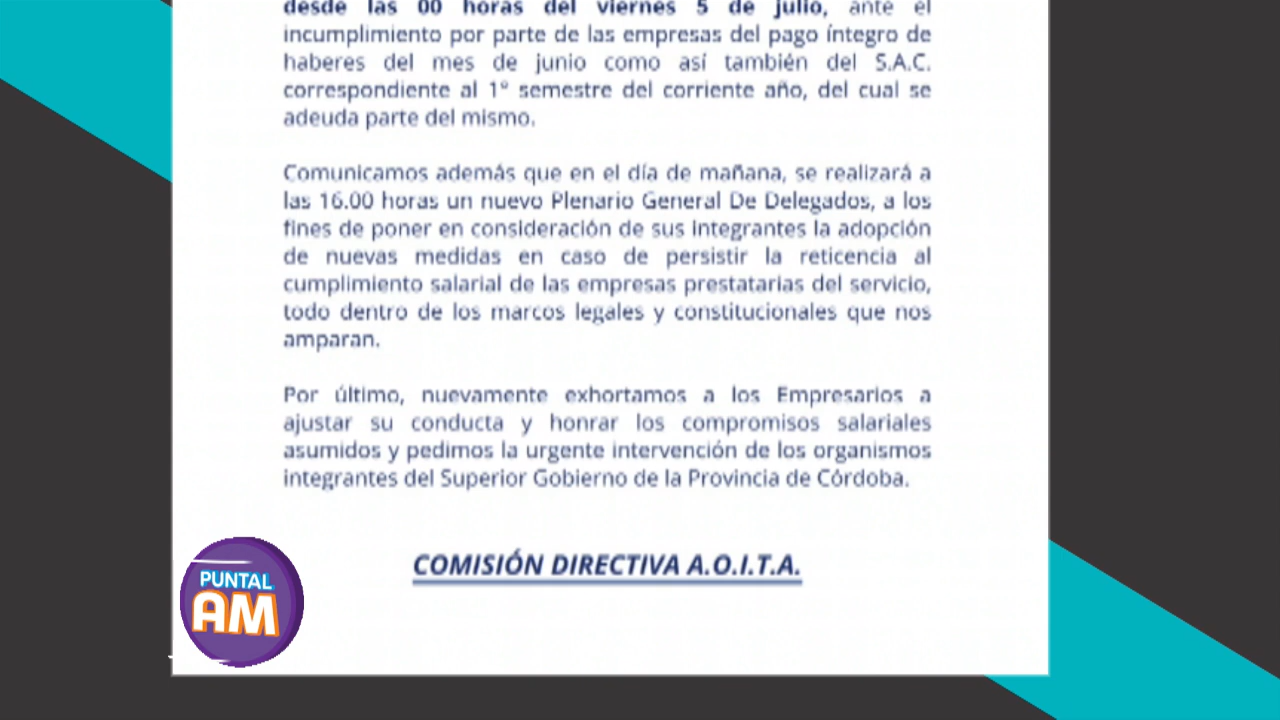 desde las 00 horas del viernes 5 de julio, ante el
incumplimiento por parte de las empresas del pago íntegro de
haberes del mes de junio como así también del S.A.C.
correspondiente al 1° semestre del corriente año, del cual se
adeuda parte del mismo.
Comunicamos además que en el día de mañana, se realizará a
las 16.00 horas un nuevo Plenario General De Delegados, a los
fines de poner en consideración de sus integrantes la adopción
de nuevas medidas en caso de persistir la reticencia al
cumplimiento salarial de las empresas prestatarias del servicio,
todo dentro de los marcos legales y constitucionales que nos
amparan.
Por último, nuevamente exhortamos a los Empresarios a
ajustar su conducta y honrar los compromisos salariales
asumidos y pedimos la urgente intervención de los organismos
integrantes del Superior Gobierno de la Provincia de Córdoba.
COMISIÓN DIRECTIVA A.O.I.T.A.
PUNTAL
AM